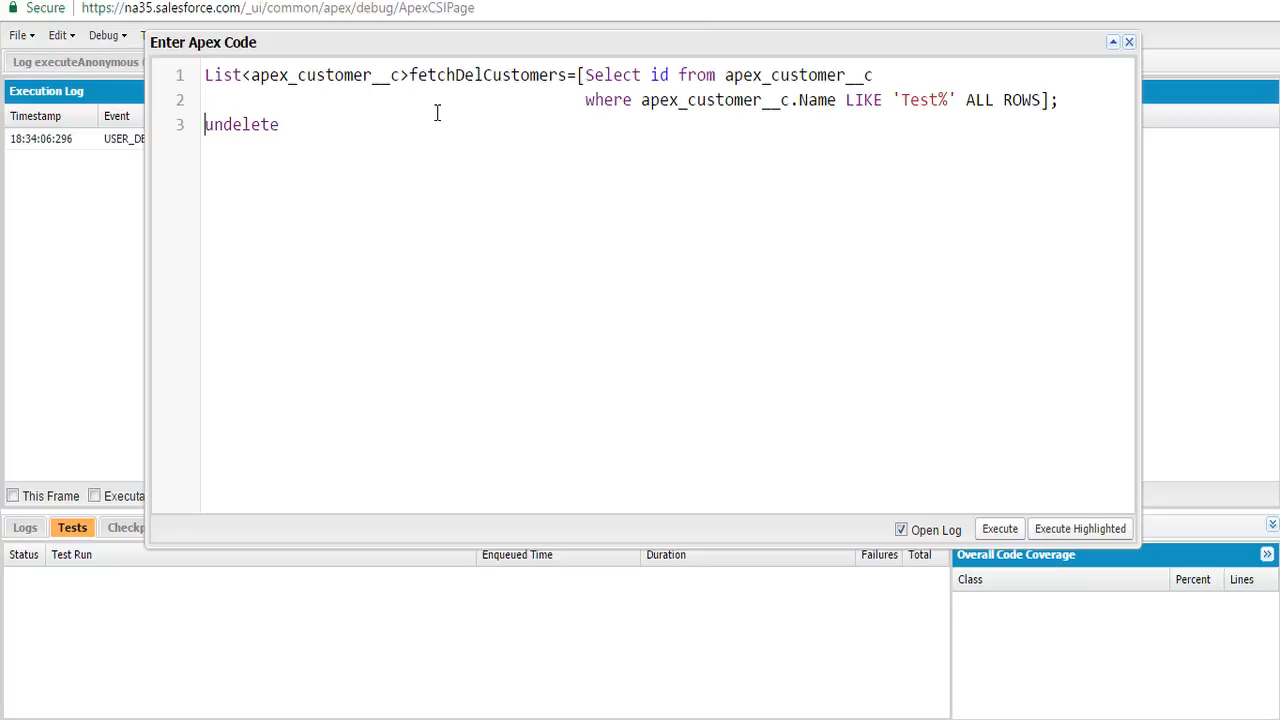 Secure https://na35.salesforce.com/_ui/common/apex/debug/ApexCSIPage
File Edit Debug
Enter Apex Code
Log executeAnonymous
1 List<apex_customer__c>fetchDelCustomers=[Select id from apex_customer__c
2 where apex_customer__c.Name LIKE 'Test%' ALL ROWS];
3 undelete
Execution Log
Timestamp Event
18:34:06:296 USER_DE
This Frame Executa
Open Log Execute Execute Highlighted
Logs Tests Checkp
Status Test Run Enqueued Time Duration Failures Total
Overall Code Coverage
Class Percent Lines